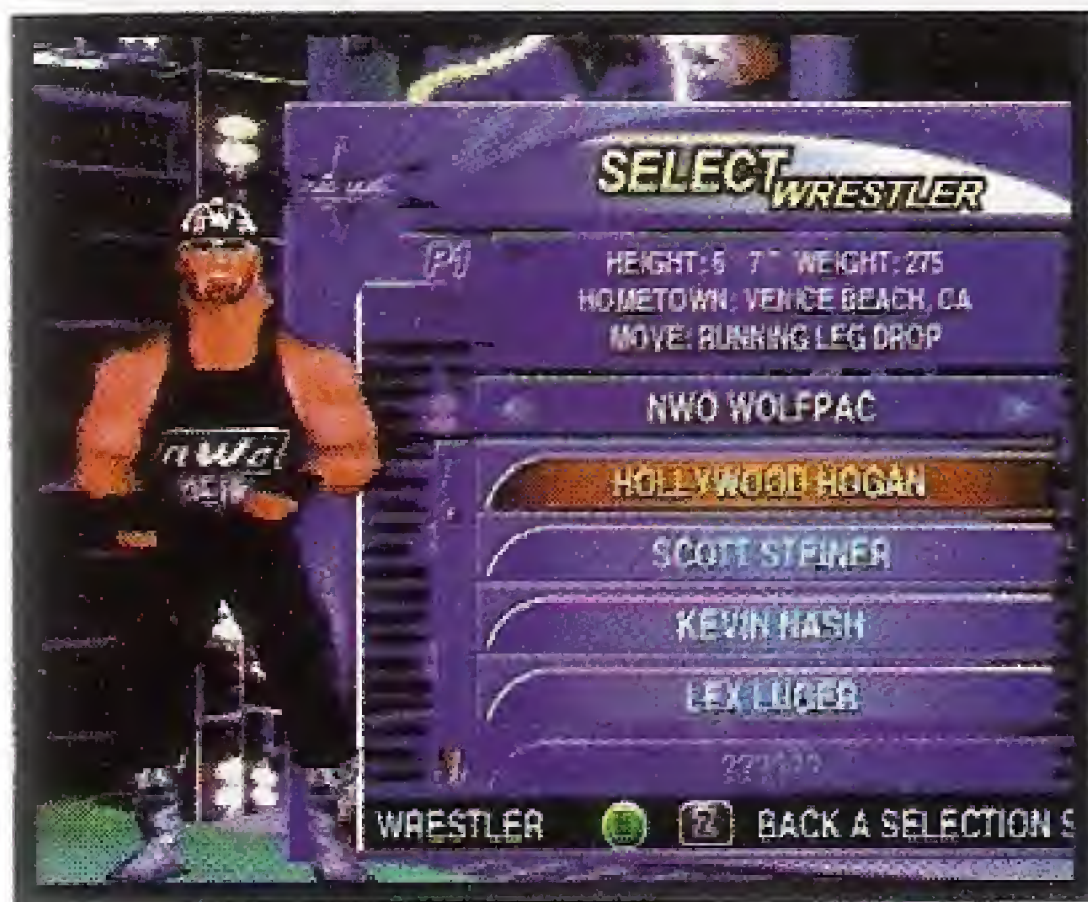 SELECT WRESTLER
P1
HEIGHT: 6' 7" WEIGHT: 275
HOMETOWN: VENICE BEACH, CA
MOVE: RUNNING LEG DROP
NWO WOLFPAC
HOLLYWOOD HOGAN
SCOTT STEINER
KEVIN NASH
LEX LUGER
??????
WRESTLER B Z BACK A SELECTION S
nWo